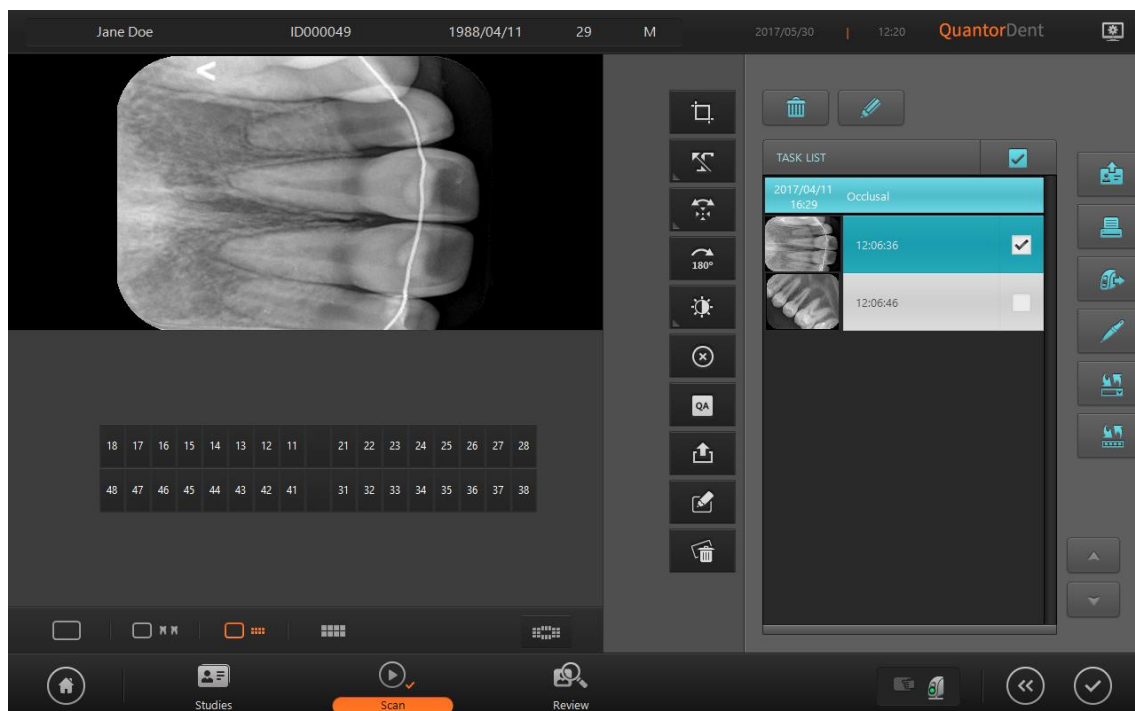 Jane Doe ID000049 1988/04/11 29 M 2017/05/30 | 12:20 QuantorDent
TASK LIST
2017/04/11
16:29
Occlusal
180°
12:06:36
12:06:46
QA
18 17 16 15 14 13 12 11 21 22 23 24 25 26 27 28
48 47 46 45 44 43 42 41 31 32 33 34 35 36 37 38
Studies Scan Review